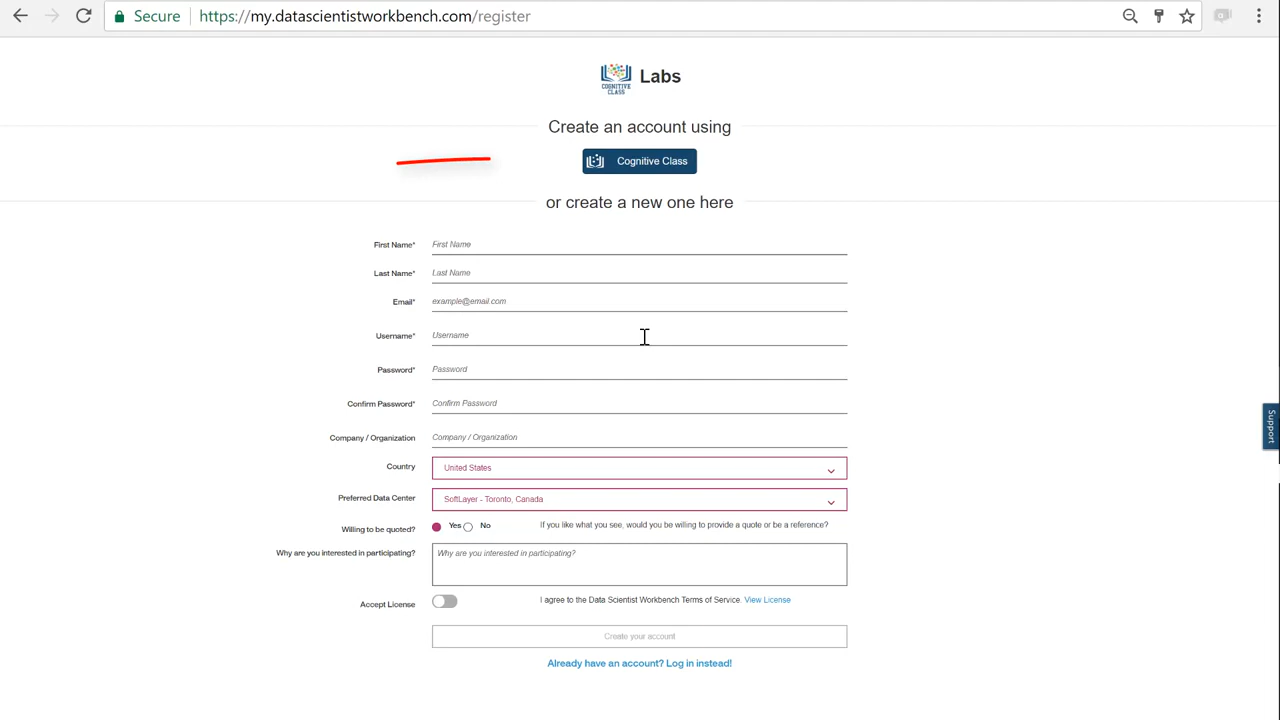 Secure https://my.datascientistworkbench.com/register
COGNITIVE CLASS Labs
Create an account using
Cognitive Class
or create a new one here
First Name* First Name
Last Name* Last Name
Email* example@email.com
Username* Username
Password* Password
Confirm Password* Confirm Password
Company / Organization Company / Organization
Country United States
Preferred Data Center SoftLayer - Toronto, Canada
Willing to be quoted? Yes No If you like what you see, would you be willing to provide a quote or be a reference?
Why are you interested in participating? Why are you interested in participating?
Accept License I agree to the Data Scientist Workbench Terms of Service. View License
Create your account
Already have an account? Log in instead!
Support